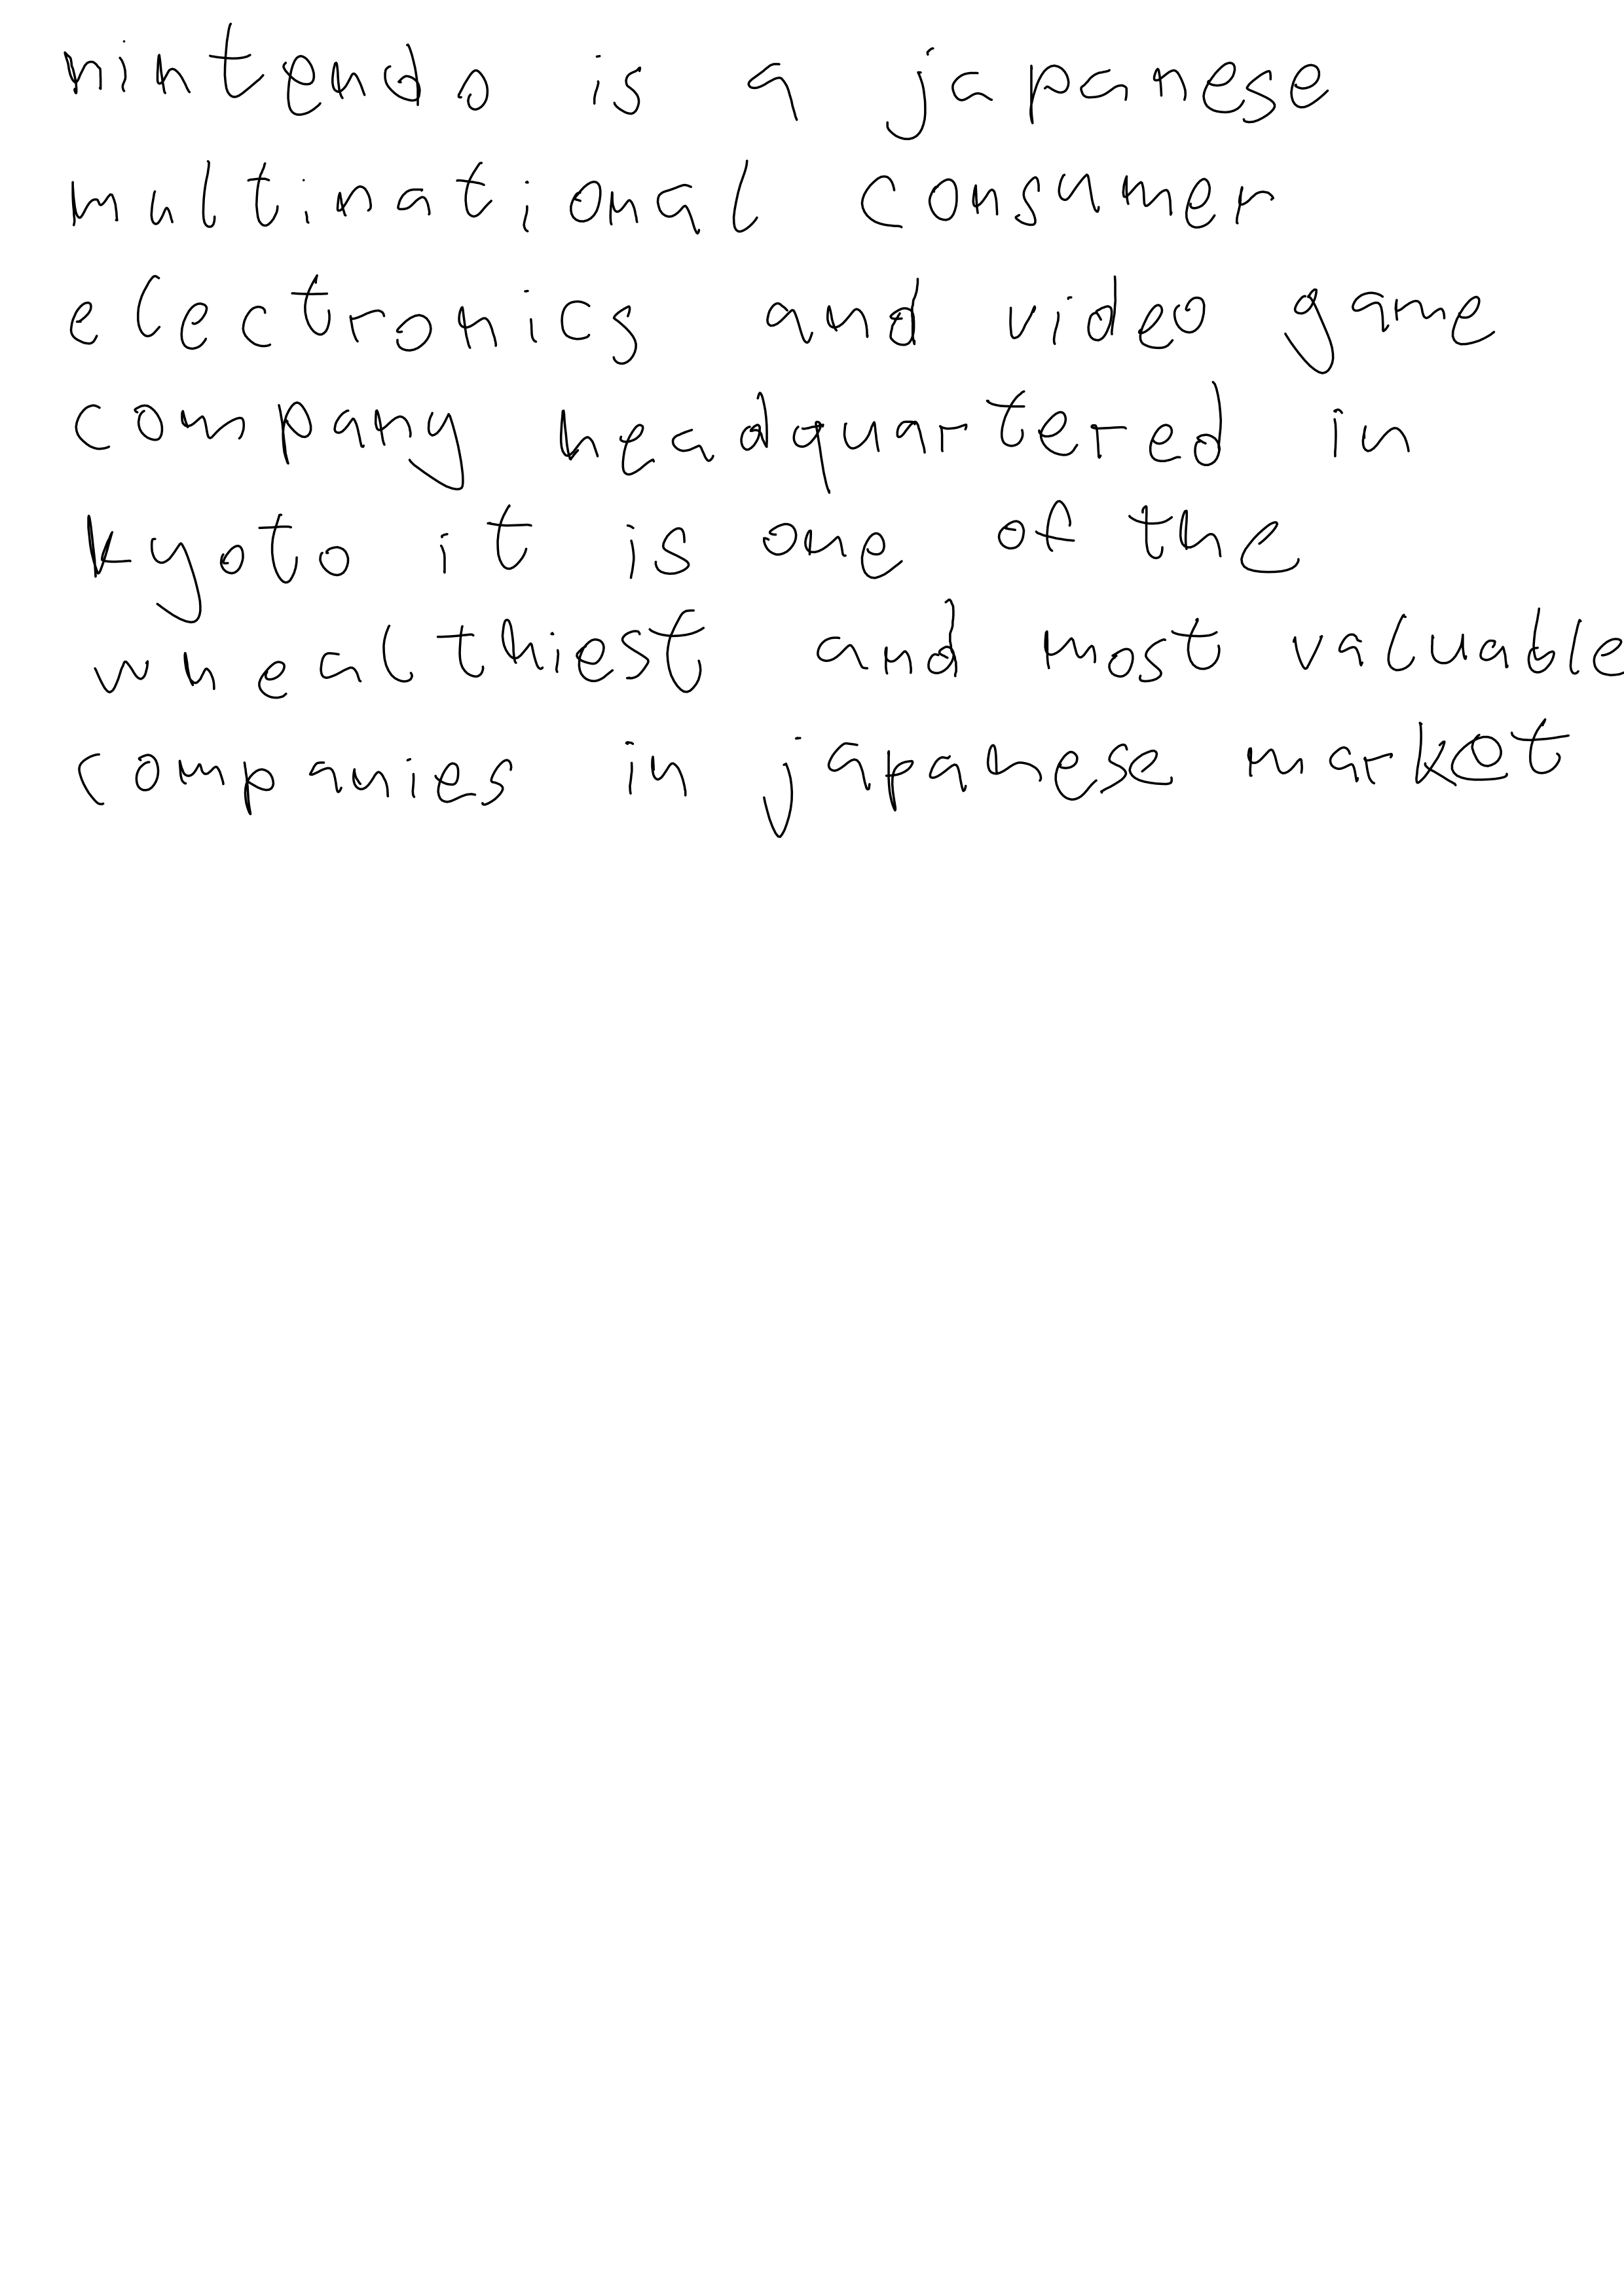 nintendo is a japanese
multinational consumer
electronics and video game
company headquartered in
kyoto it is one of the
whealthiest and most valuable
companies in japanese market